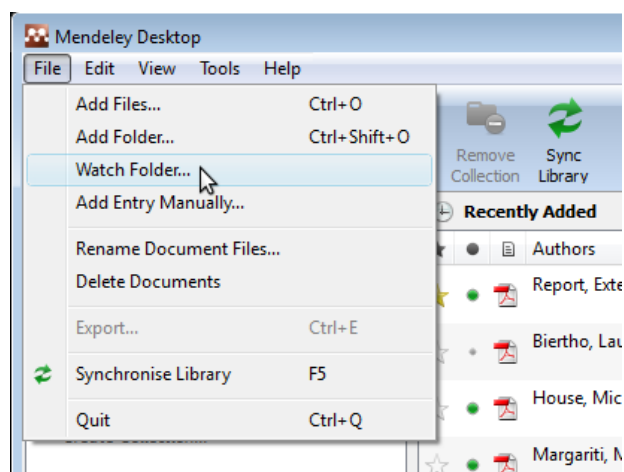 Mendeley Desktop
File Edit View Tools Help
Add Files... Ctrl+O
Add Folder... Ctrl+Shift+O
Watch Folder...
Add Entry Manually...
Rename Document Files...
Delete Documents
Export... Ctrl+E
Synchronise Library F5
Quit Ctrl+Q
Remove Collection
Sync Library
Recently Added
Authors
Report, Exte
Biertho, Lau
House, Mic
Margariti, M